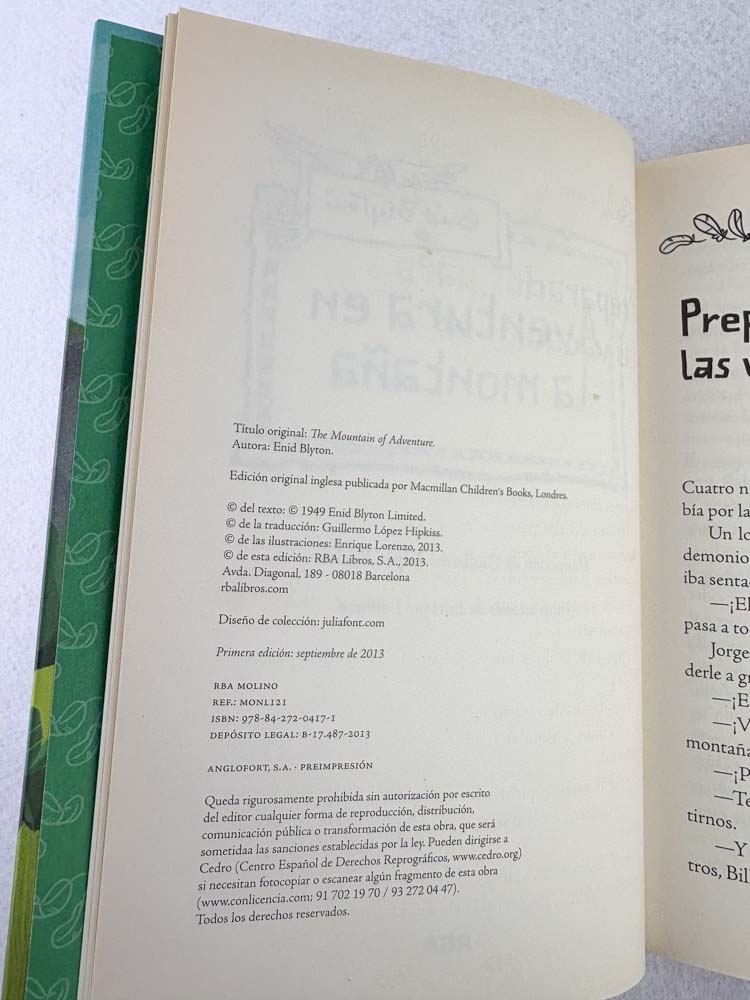 Título original: The Mountain of Adventure.
Autora: Enid Blyton.
Edición original inglesa publicada por Macmillan Children's Books, Londres.
© del texto: © 1949 Enid Blyton Limited.
© de la traducción: Guillermo López Hipkiss.
© de las ilustraciones: Enrique Lorenzo, 2013.
© de esta edición: RBA Libros, S.A., 2013.
Avda. Diagonal, 189 - 08018 Barcelona
rbalibros.com
Diseño de colección: juliafont.com
Primera edición: septiembre de 2013
RBA MOLINO
REF.: MONL121
ISBN: 978-84-272-0417-1
DEPÓSITO LEGAL: B-17.487-2013
ANGLOFORT, S.A. · PREIMPRESIÓN
Queda rigurosamente prohibida sin autorización por escrito
del editor cualquier forma de reproducción, distribución,
comunicación pública o transformación de esta obra, que será
sometidaa las sanciones establecidas por la ley. Pueden dirigirse a
Cedro (Centro Español de Derechos Reprográficos, www.cedro.org)
si necesitan fotocopiar o escanear algún fragmento de esta obra
(www.conlicencia.com; 91 702 19 70 / 93 272 04 47).
Todos los derechos reservados.
Prep
las v
Cuatro n
bía por la
Un lo
demonio
iba senta
—¡El
pasa a to
Jorge
derle a g
—¡E
—¡V
montaña
—¡P
—Te
tirnos.
—Y
tros, Bil